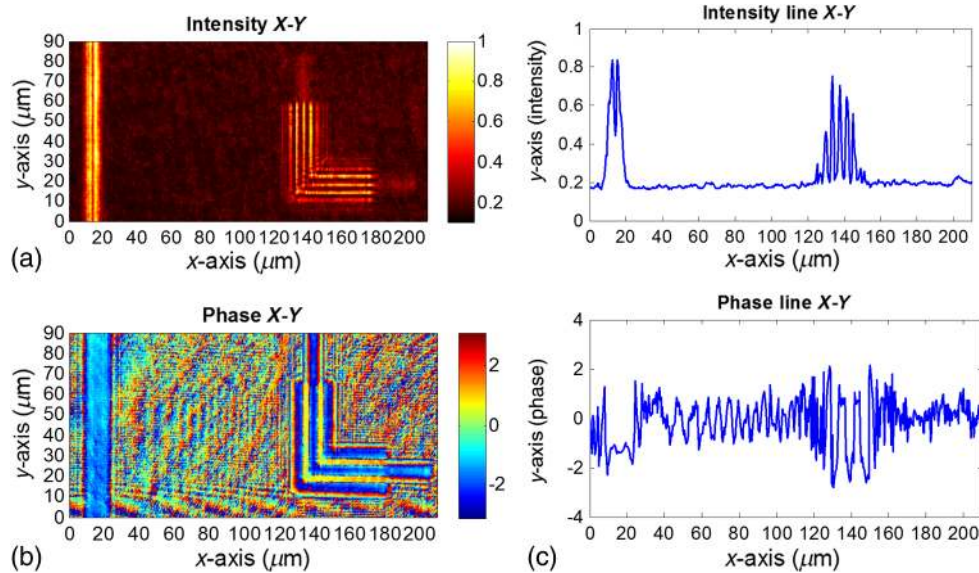 Intensity X-Y
90
80
70
60
50
40
30
20
10
0
y-axis (μm)
0 20 40 60 80 100 120 140 160 180 200
x-axis (μm)
1
0.8
0.6
0.4
0.2
(a)
Intensity line X-Y
1
0.8
0.6
0.4
0.2
0
y-axis (intensity)
0 20 40 60 80 100 120 140 160 180 200
x-axis (μm)
Phase X-Y
90
80
70
60
50
40
30
20
10
0
y-axis (μm)
0 20 40 60 80 100 120 140 160 180 200
x-axis (μm)
2
0
-2
(b)
Phase line X-Y
4
2
0
-2
-4
y-axis (phase)
0 20 40 60 80 100 120 140 160 180 200
x-axis (μm)
(c)